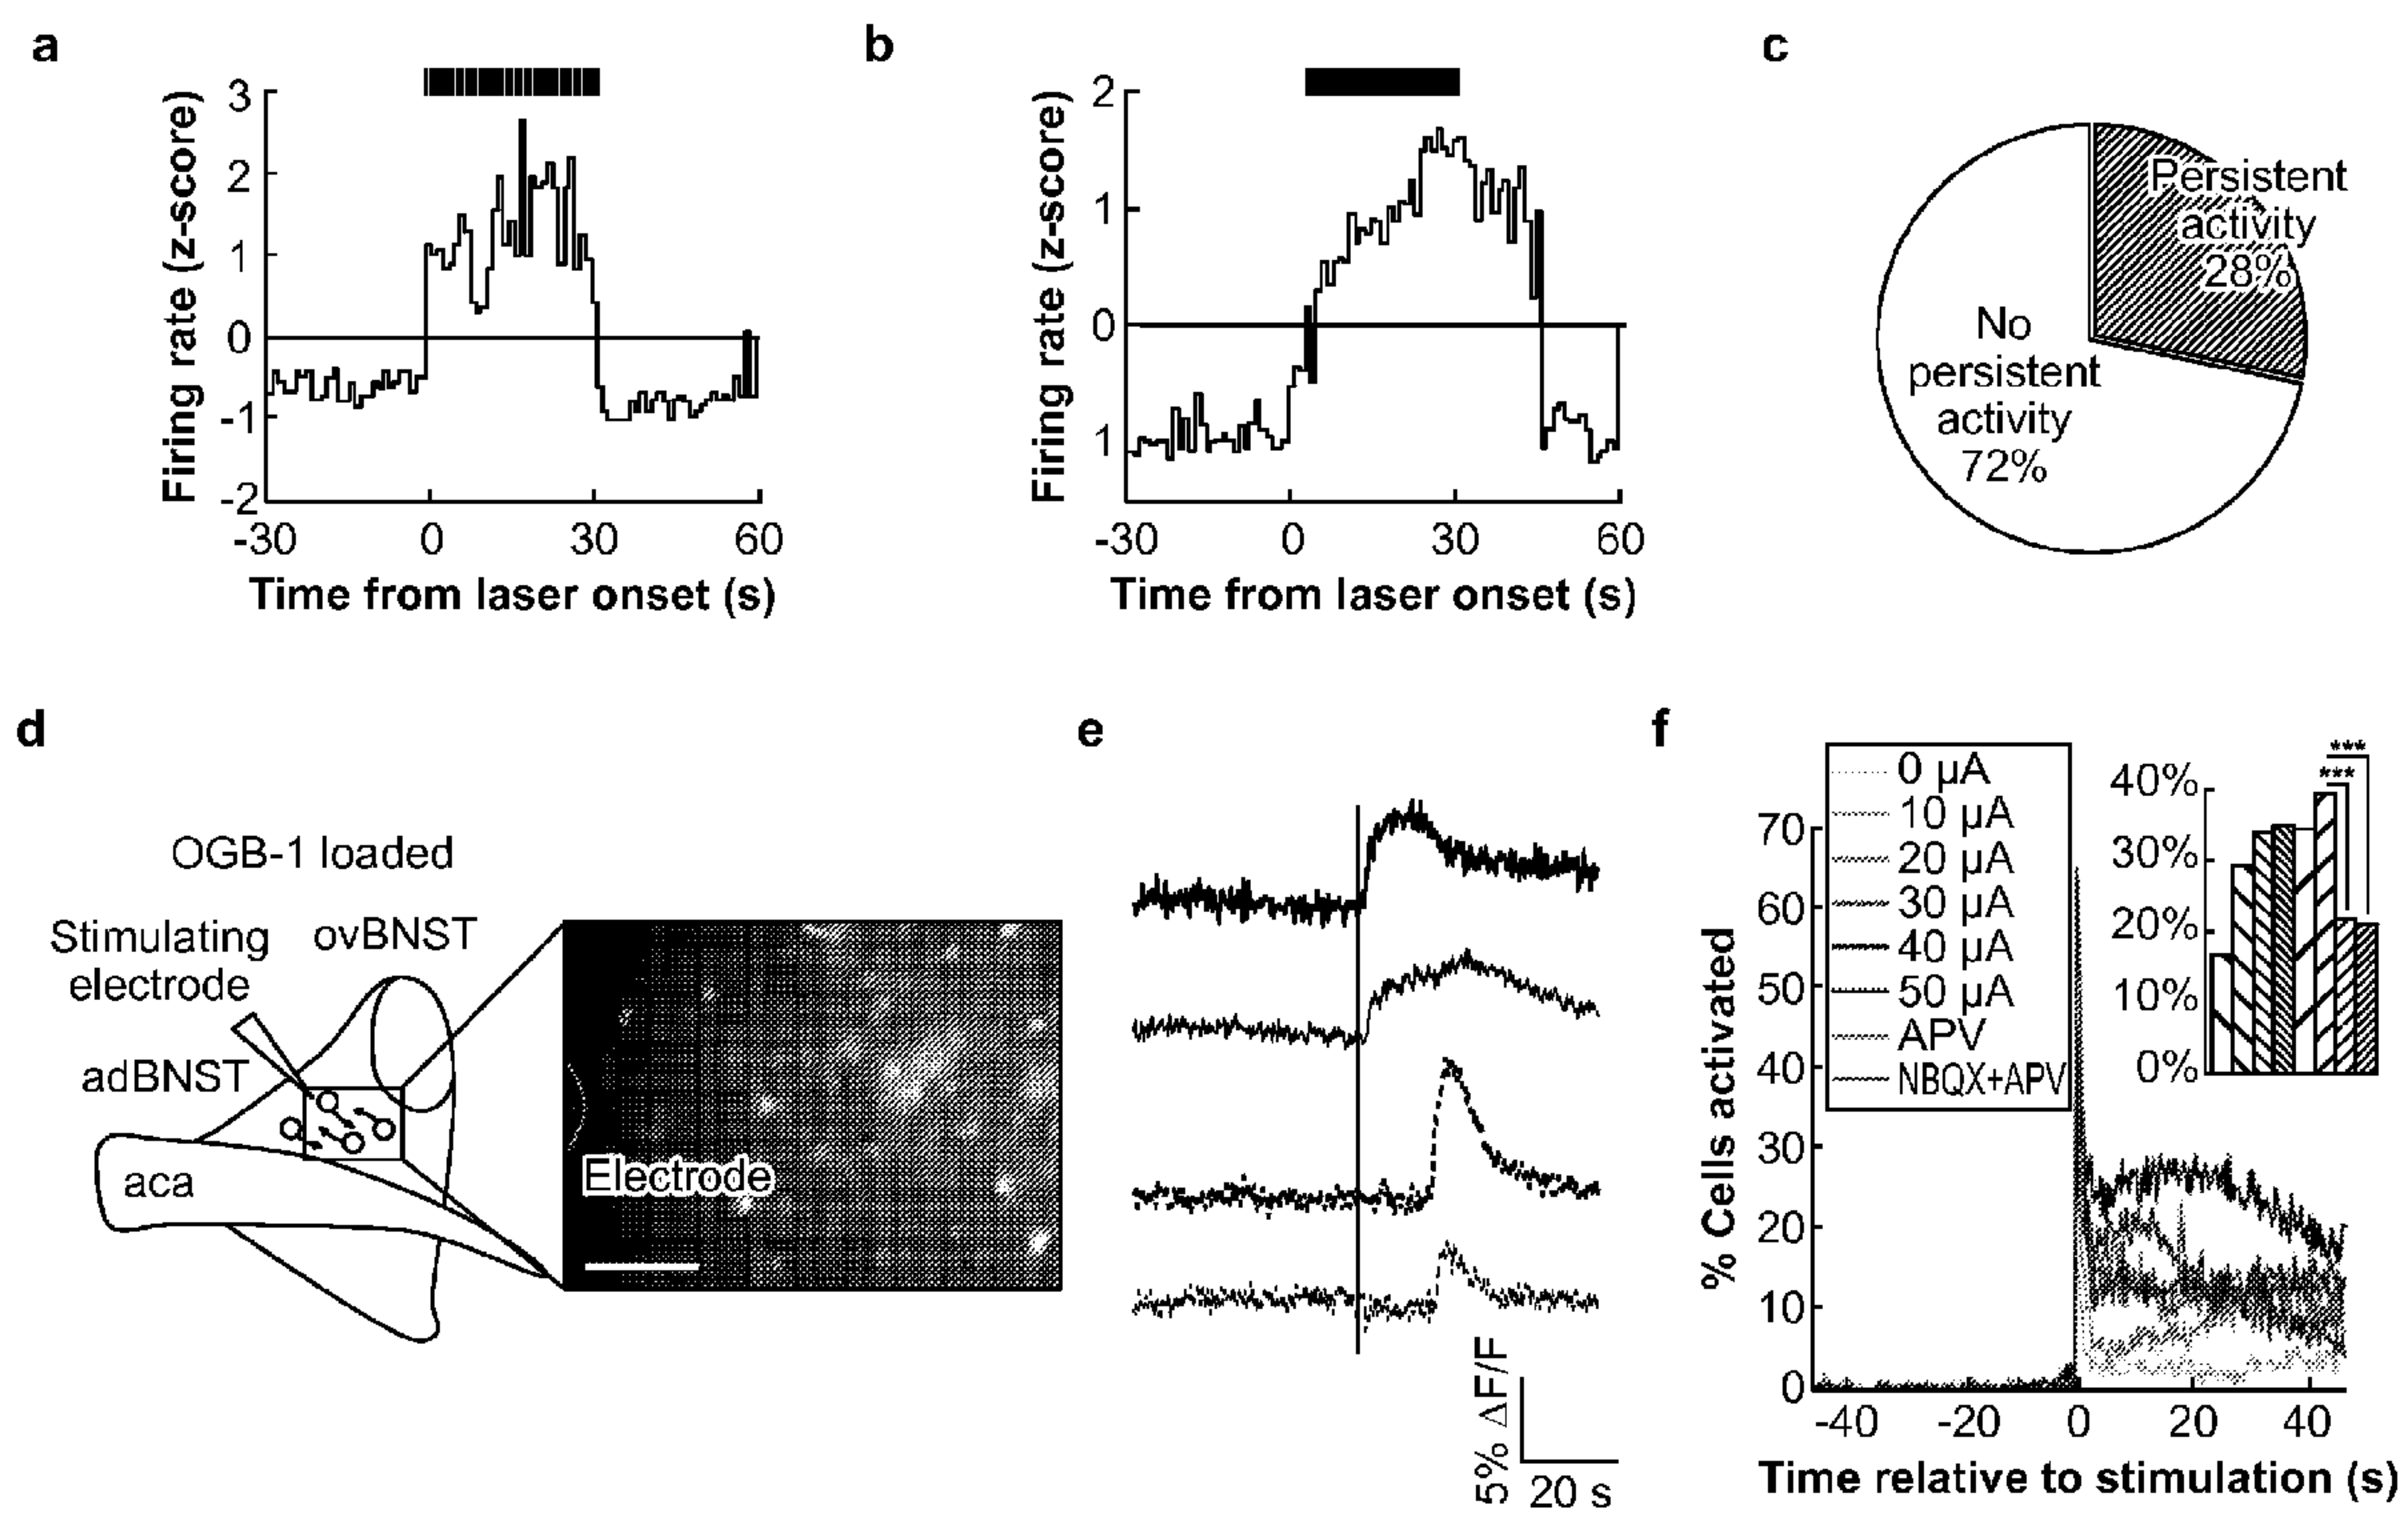 a
Firing rate (z-score)
3
2
1
0
-1
-2
-30 0 30 60
Time from laser onset (s)
b
Firing rate (z-score)
2
1
0
1
-30 0 30 60
Time from laser onset (s)
c
Persistent
activity
28%
No
persistent
activity
72%
d
OGB-1 loaded
Stimulating
electrode
ovBNST
adBNST
aca
Electrode
e
5% ΔF/F
20 s
f
% Cells activated
70
60
50
40
30
20
10
0
0 µA
10 µA
20 µA
30 µA
40 µA
50 µA
APV
NBQX+APV
40%
30%
20%
10%
0%
***
***
-40 -20 0 20 40
Time relative to stimulation (s)